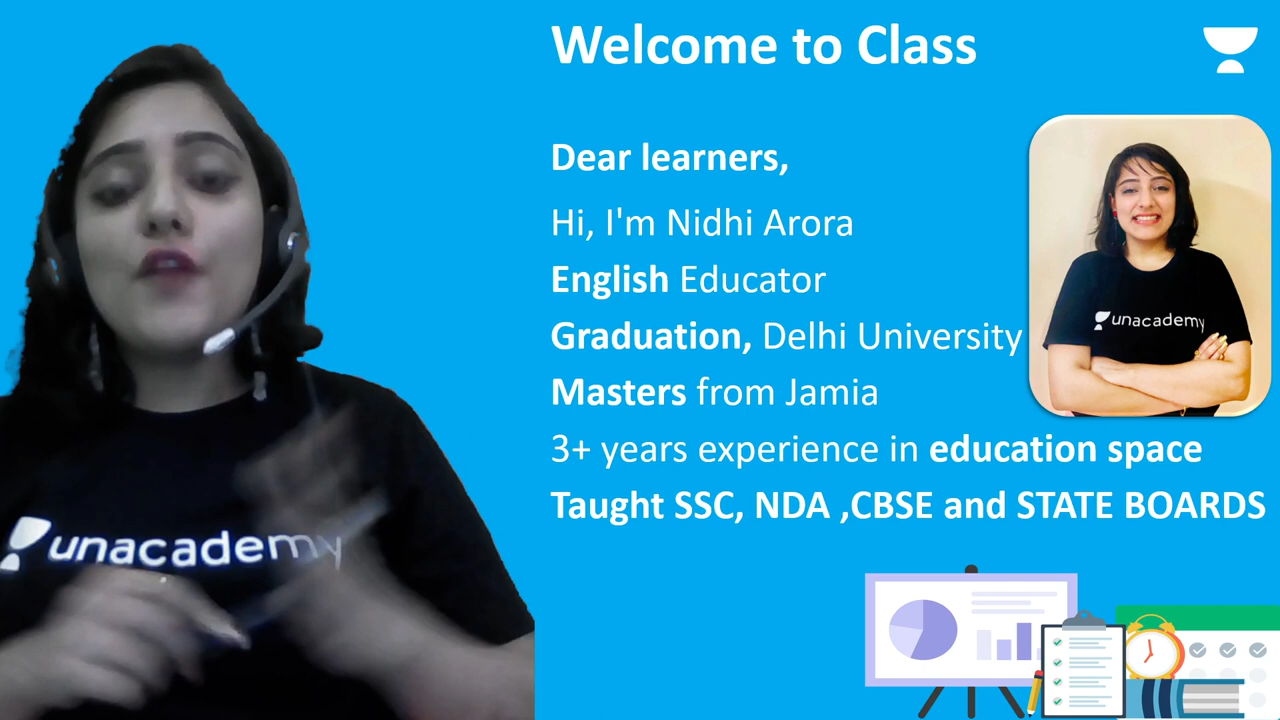 Welcome to Class
Dear learners,
Hi, I'm Nidhi Arora
English Educator
Graduation, Delhi University
Masters from Jamia
3+ years experience in education space
Taught SSC, NDA ,CBSE and STATE BOARDS
unacademy
unacademy